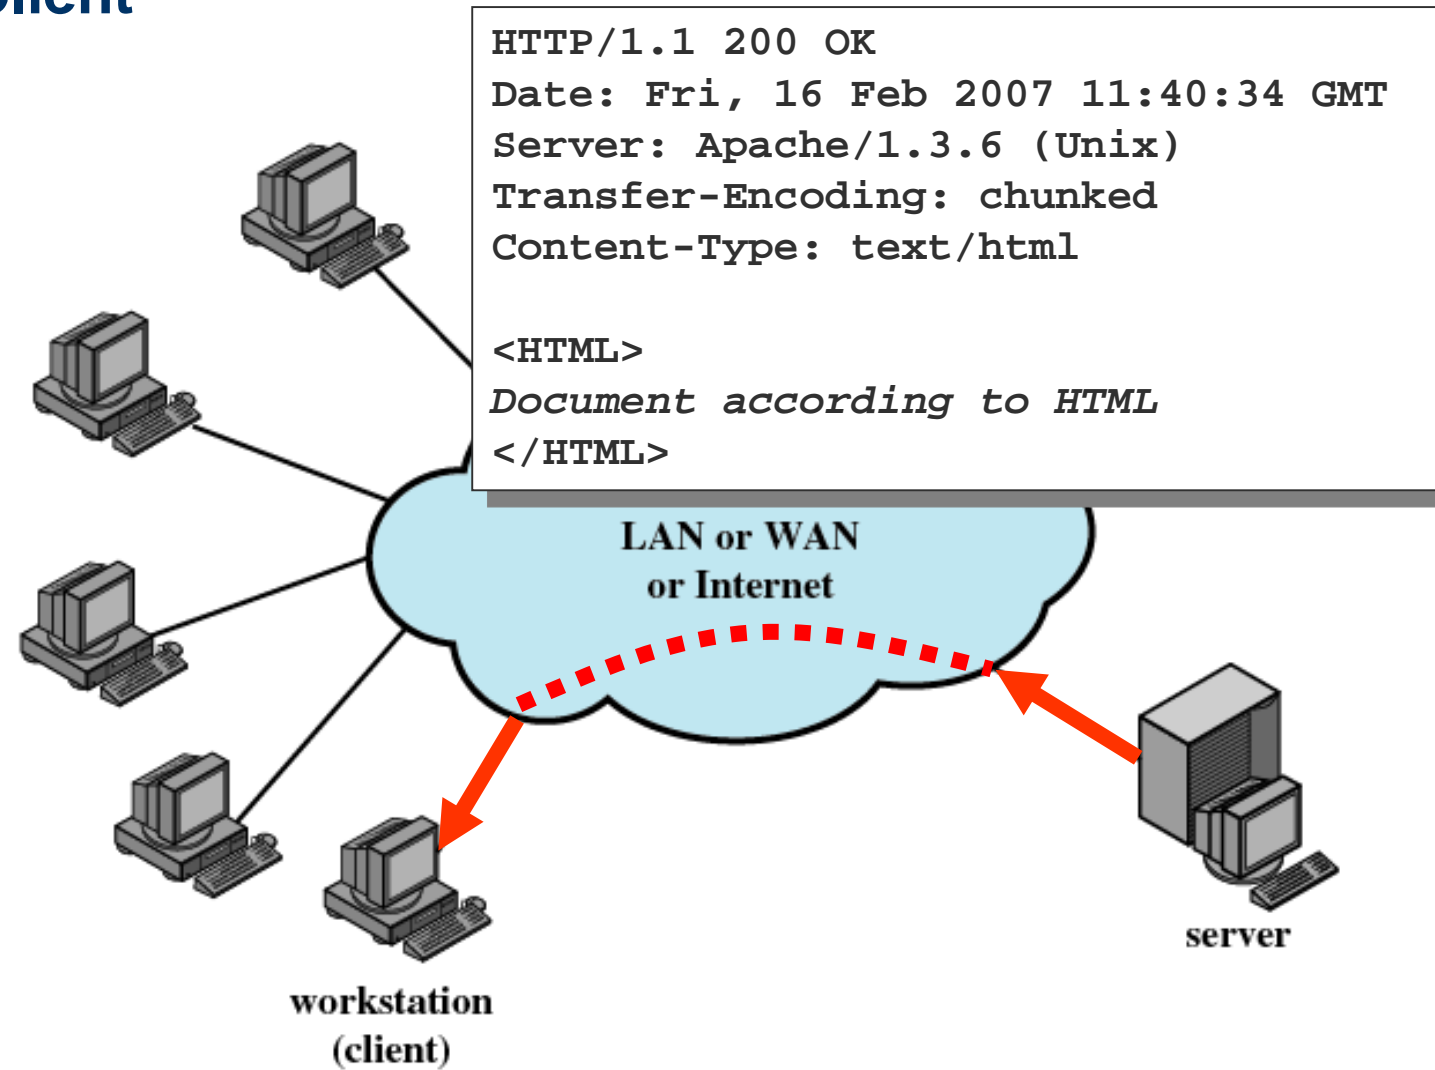 Client
HTTP/1.1 200 OK
Date: Fri, 16 Feb 2007 11:40:34 GMT
Server: Apache/1.3.6 (Unix)
Transfer-Encoding: chunked
Content-Type: text/html
<HTML>
Document according to HTML
</HTML>
LAN or WAN
or Internet
server
workstation
(client)